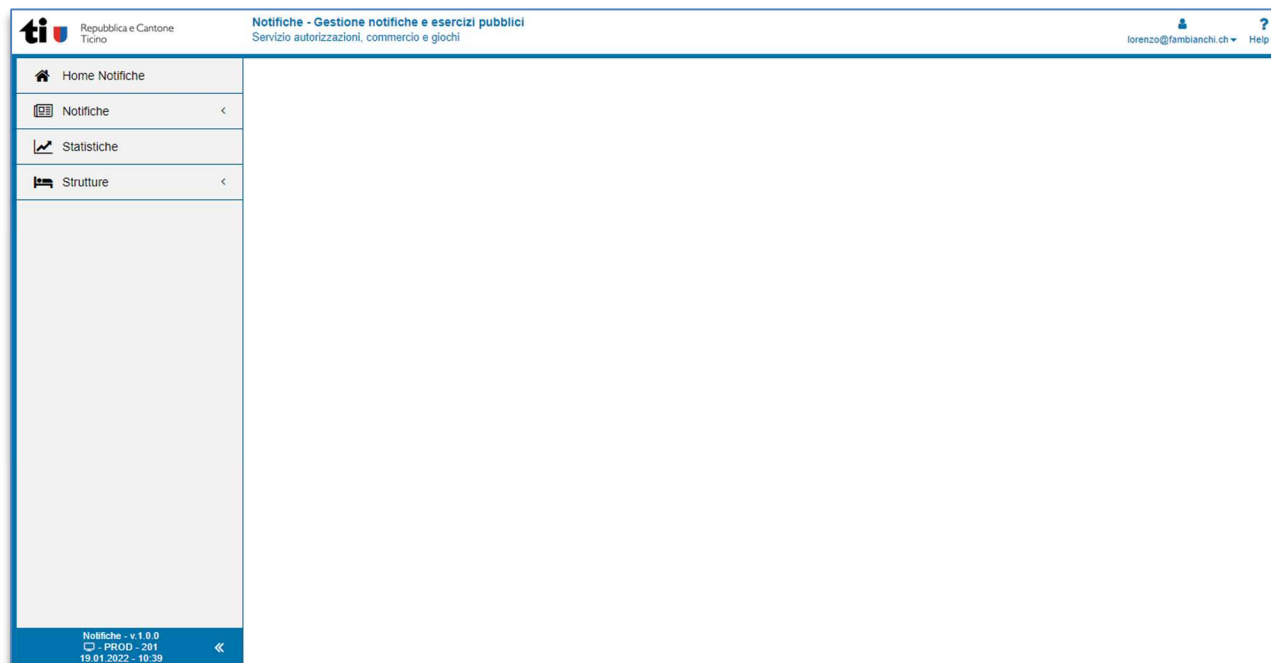 ti
Repubblica e Cantone
Ticino
Notifiche - Gestione notifiche e esercizi pubblici
Servizio autorizzazioni, commercio e giochi
lorenzo@fambianchi.ch
?
Help
Home Notifiche
Notifiche
Statistiche
Strutture
Notifiche - v.1.0.0
- PROD - 201
19.01.2022 - 10:39